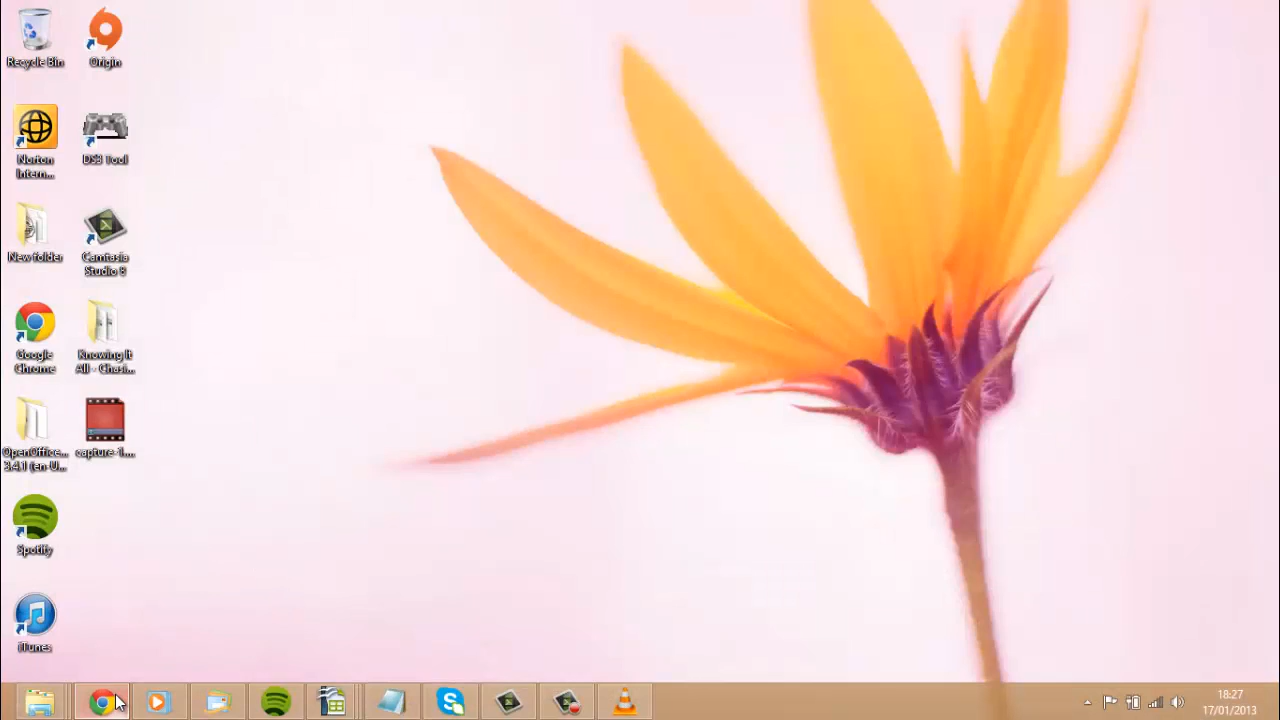 Recycle Bin
Origin
Norton
Intern...
DS3 Tool
New folder
Camtasia
Studio 8
Google
Chrome
Knowing It
All - Chasi...
OpenOffice...
3.4.1 (en-U...
capture-1....
Spotify
iTunes
18:27
17/01/2013